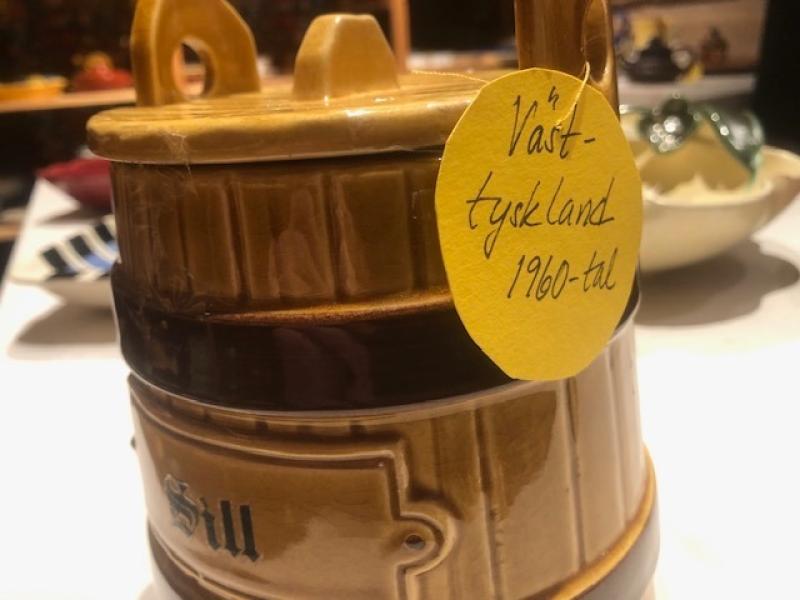 Väst-
tyskland
1960-tal
Sill